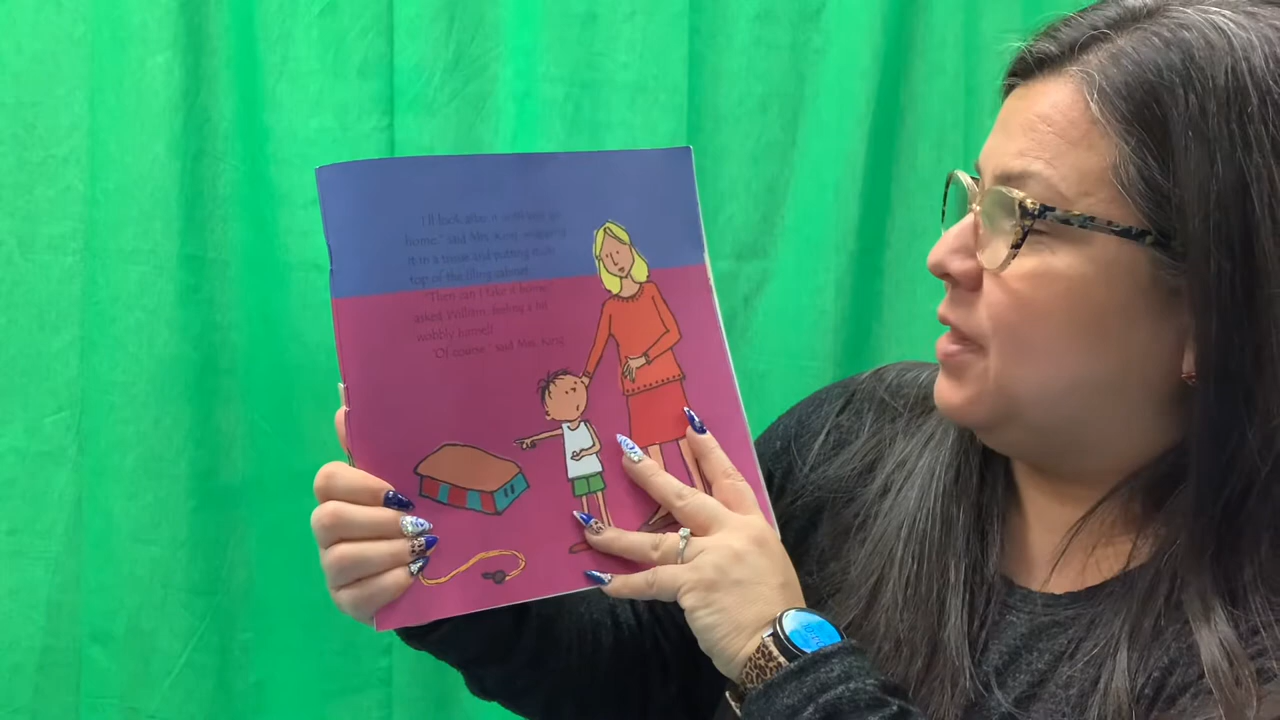 "I'll look after it until you go
home," said Mrs. King, wrapping
it in a tissue and putting it on
top of the filing cabinet.
"Then can I take it home?"
asked William, feeling a bit
wobbly himself.
"Of course," said Mrs. King.